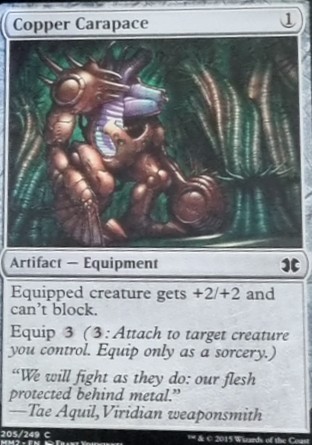 Copper Carapace 1
Artifact — Equipment
Equipped creature gets +2/+2 and
can't block.
Equip 3 (3: Attach to target creature
you control. Equip only as a sorcery.)
"We will fight as they do: our flesh
protected behind metal."
—Tae Aquil, Viridian weaponsmith
205/249 C
™ & © 2015 Wizards of the Coast
MM2 • EN